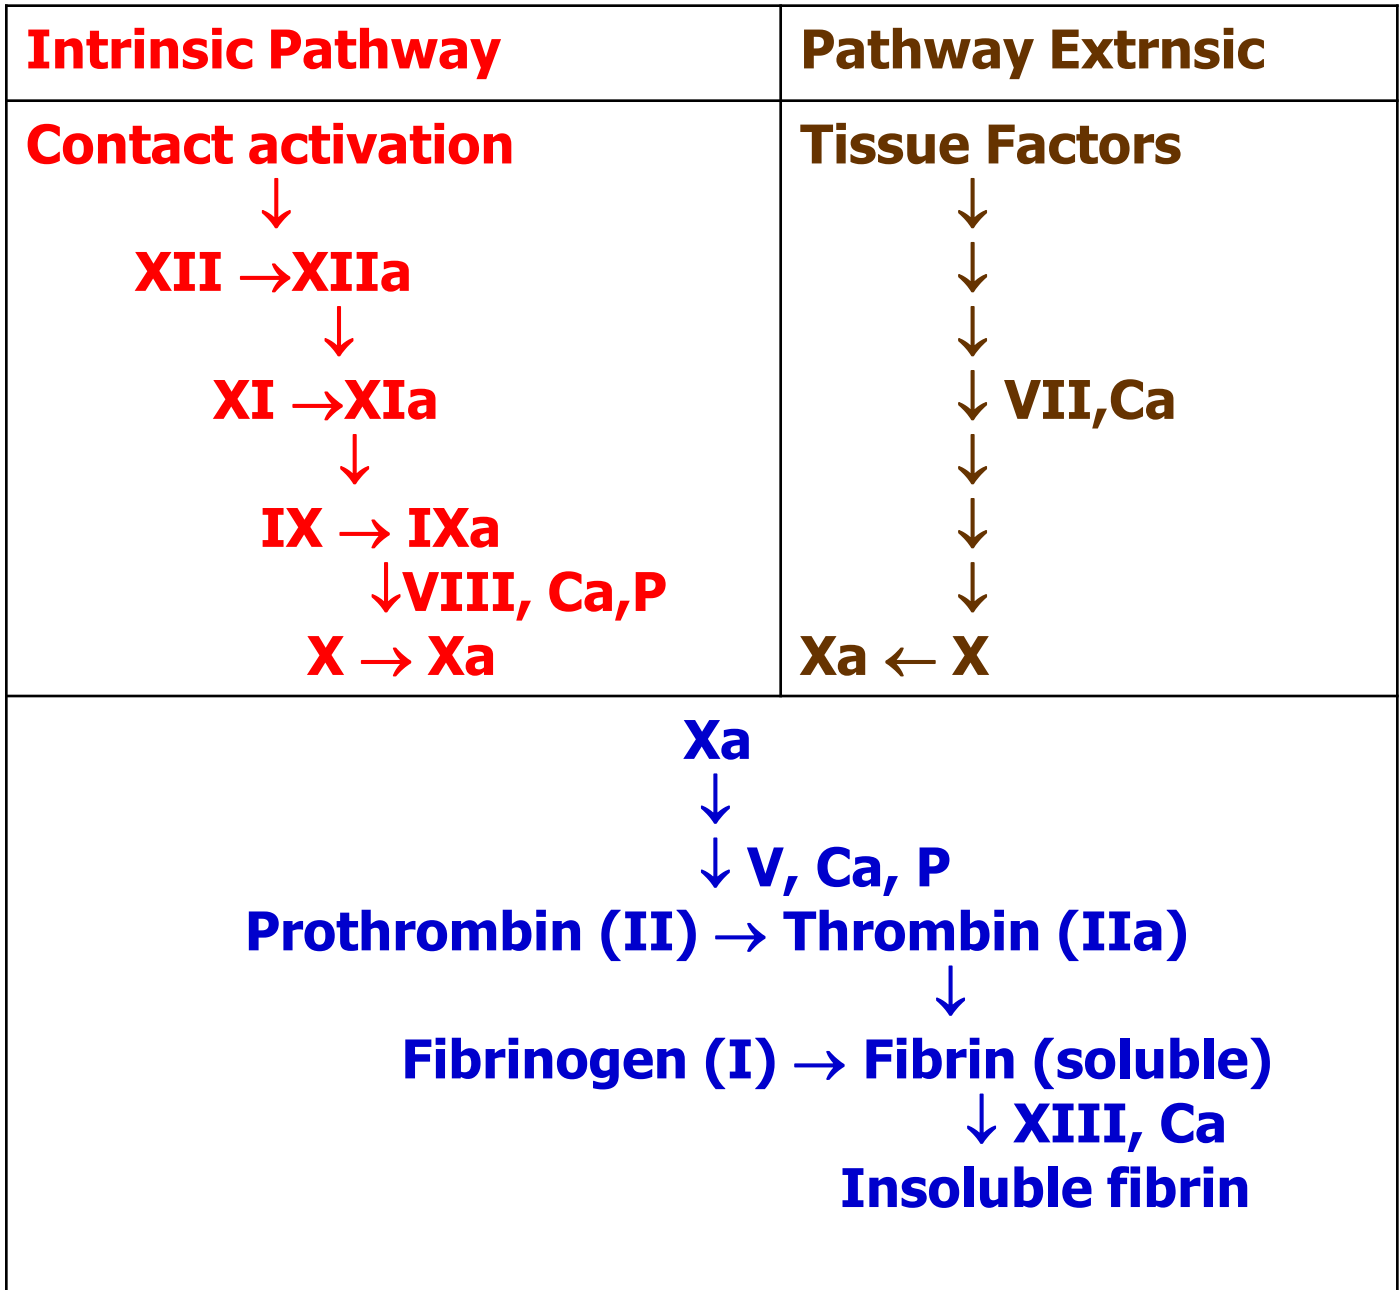 Intrinsic Pathway
Pathway Extrnsic
Contact activation
↓
XII →XIIa
↓
XI →XIa
↓
IX → IXa
↓VIII, Ca,P
X → Xa
Tissue Factors
↓
↓
↓
↓ VII,Ca
↓
↓
↓
Xa ← X
Xa
↓
↓ V, Ca, P
Prothrombin (II) → Thrombin (IIa)
↓
Fibrinogen (I) → Fibrin (soluble)
↓ XIII, Ca
Insoluble fibrin